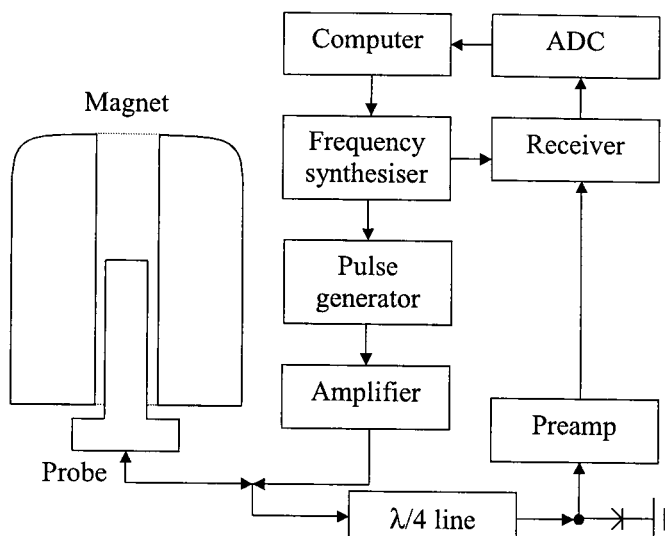 Computer
ADC
Magnet
Frequency
synthesiser
Receiver
Pulse
generator
Amplifier
Preamp
Probe
λ/4 line